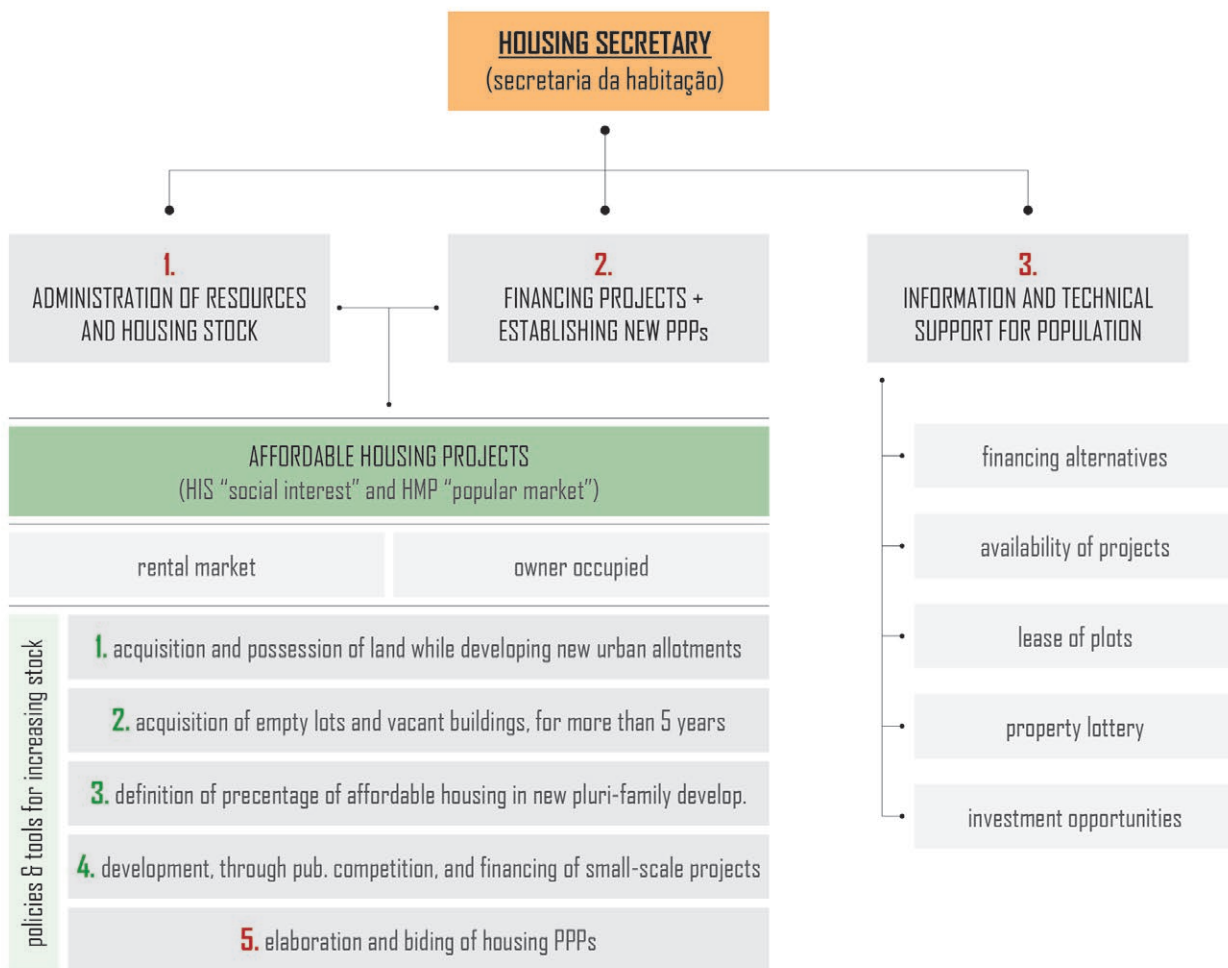 HOUSING SECRETARY
(secretaria da habitação)
1.
ADMINISTRATION OF RESOURCES
AND HOUSING STOCK
2.
FINANCING PROJECTS +
ESTABLISHING NEW PPPs
3.
INFORMATION AND TECHNICAL
SUPPORT FOR POPULATION
AFFORDABLE HOUSING PROJECTS
(HIS “social interest” and HMP “popular market”)
rental market
owner occupied
policies & tools for increasing stock
1. acquisition and possession of land while developing new urban allotments
2. acquisition of empty lots and vacant buildings, for more than 5 years
3. definition of precentage of affordable housing in new pluri-family develop.
4. development, through pub. competition, and financing of small-scale projects
5. elaboration and biding of housing PPPs
financing alternatives
availability of projects
lease of plots
property lottery
investment opportunities